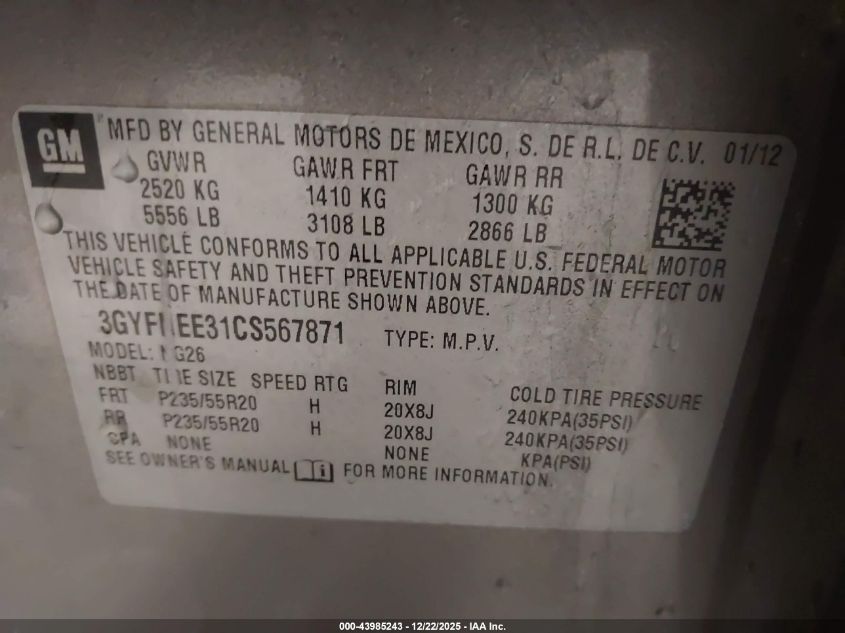 GM
MFD BY GENERAL MOTORS DE MEXICO, S. DE R.L. DE C.V. 01/12
GVWR GAWR FRT GAWR RR
2520 KG 1410 KG 1300 KG
5556 LB 3108 LB 2866 LB
THIS VEHICLE CONFORMS TO ALL APPLICABLE U.S. FEDERAL MOTOR
VEHICLE SAFETY AND THEFT PREVENTION STANDARDS IN EFFECT ON
THE DATE OF MANUFACTURE SHOWN ABOVE.
TYPE: M.P.V.
MODEL:
NBBT SIZE SPEED RTG RIM COLD TIRE PRESSURE
FRT P235/55R20 H 20X8J 240KPA(35PSI)
RR P235/55R20 H 20X8J 240KPA(35PSI)
NONE NONE KPA(PSI)
SEE OWNER'S MANUAL FOR MORE INFORMATION.
000-43985243 - 12/22/2025 - IAA Inc.